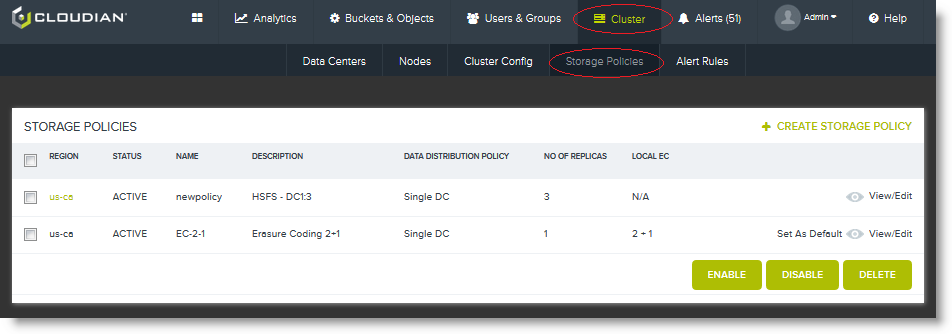 CLOUDIAN®
Analytics Buckets & Objects Users & Groups Cluster Alerts (51) Admin Help
Data Centers Nodes Cluster Config Storage Policies Alert Rules
STORAGE POLICIES + CREATE STORAGE POLICY
REGION STATUS NAME DESCRIPTION DATA DISTRIBUTION POLICY NO OF REPLICAS LOCAL EC
us-ca ACTIVE newpolicy HSFS - DC1:3 Single DC 3 N/A View/Edit
us-ca ACTIVE EC-2-1 Erasure Coding 2+1 Single DC 1 2 + 1 Set As Default View/Edit
ENABLE DISABLE DELETE